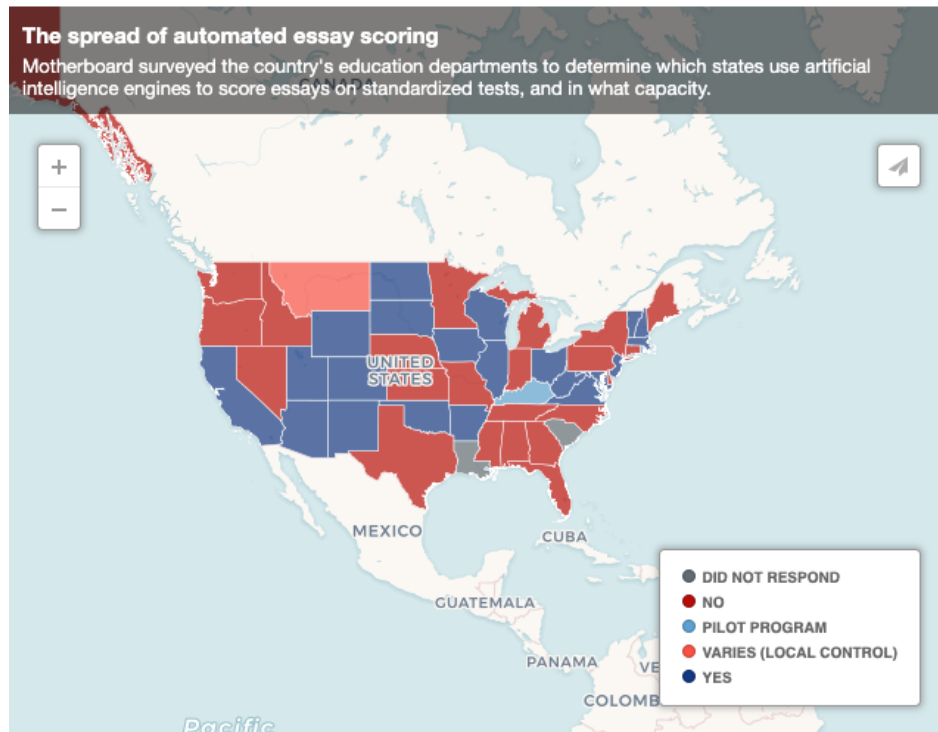 The spread of automated essay scoring
Motherboard surveyed the country's education departments to determine which states use artificial
intelligence engines to score essays on standardized tests, and in what capacity.
CANADA
+
−
UNITED
STATES
MEXICO
CUBA
GUATEMALA
PANAMA
VE
COLOMB
Pacific
DID NOT RESPOND
NO
PILOT PROGRAM
VARIES (LOCAL CONTROL)
YES